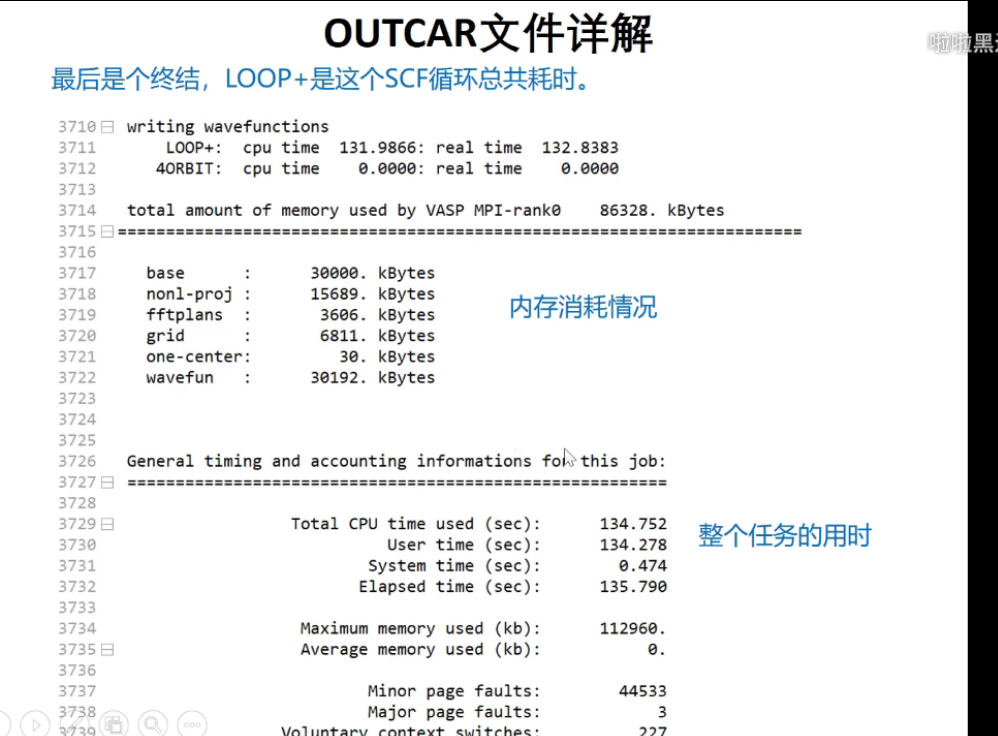 OUTCAR文件详解
啦啦黑
最后是个终结，LOOP+是这个SCF循环总共耗时。
3710 writing wavefunctions
3711 LOOP+: cpu time 131.9866: real time 132.8383
3712 4ORBIT: cpu time 0.0000: real time 0.0000
3713
3714 total amount of memory used by VASP MPI-rank0 86328. kBytes
3715 =======================================================================
3716
3717 base : 30000. kBytes
3718 nonl-proj : 15689. kBytes
内存消耗情况
3719 fftplans : 3606. kBytes
3720 grid : 6811. kBytes
3721 one-center: 30. kBytes
3722 wavefun : 30192. kBytes
3723
3724
3725
3726 General timing and accounting informations for this job:
3727 ========================================================
3728
3729 Total CPU time used (sec): 134.752
整个任务的用时
3730 User time (sec): 134.278
3731 System time (sec): 0.474
3732 Elapsed time (sec): 135.790
3733
3734 Maximum memory used (kb): 112960.
3735 Average memory used (kb): 0.
3736
3737 Minor page faults: 44533
3738 Major page faults: 3
3739 Voluntary context switches: 227